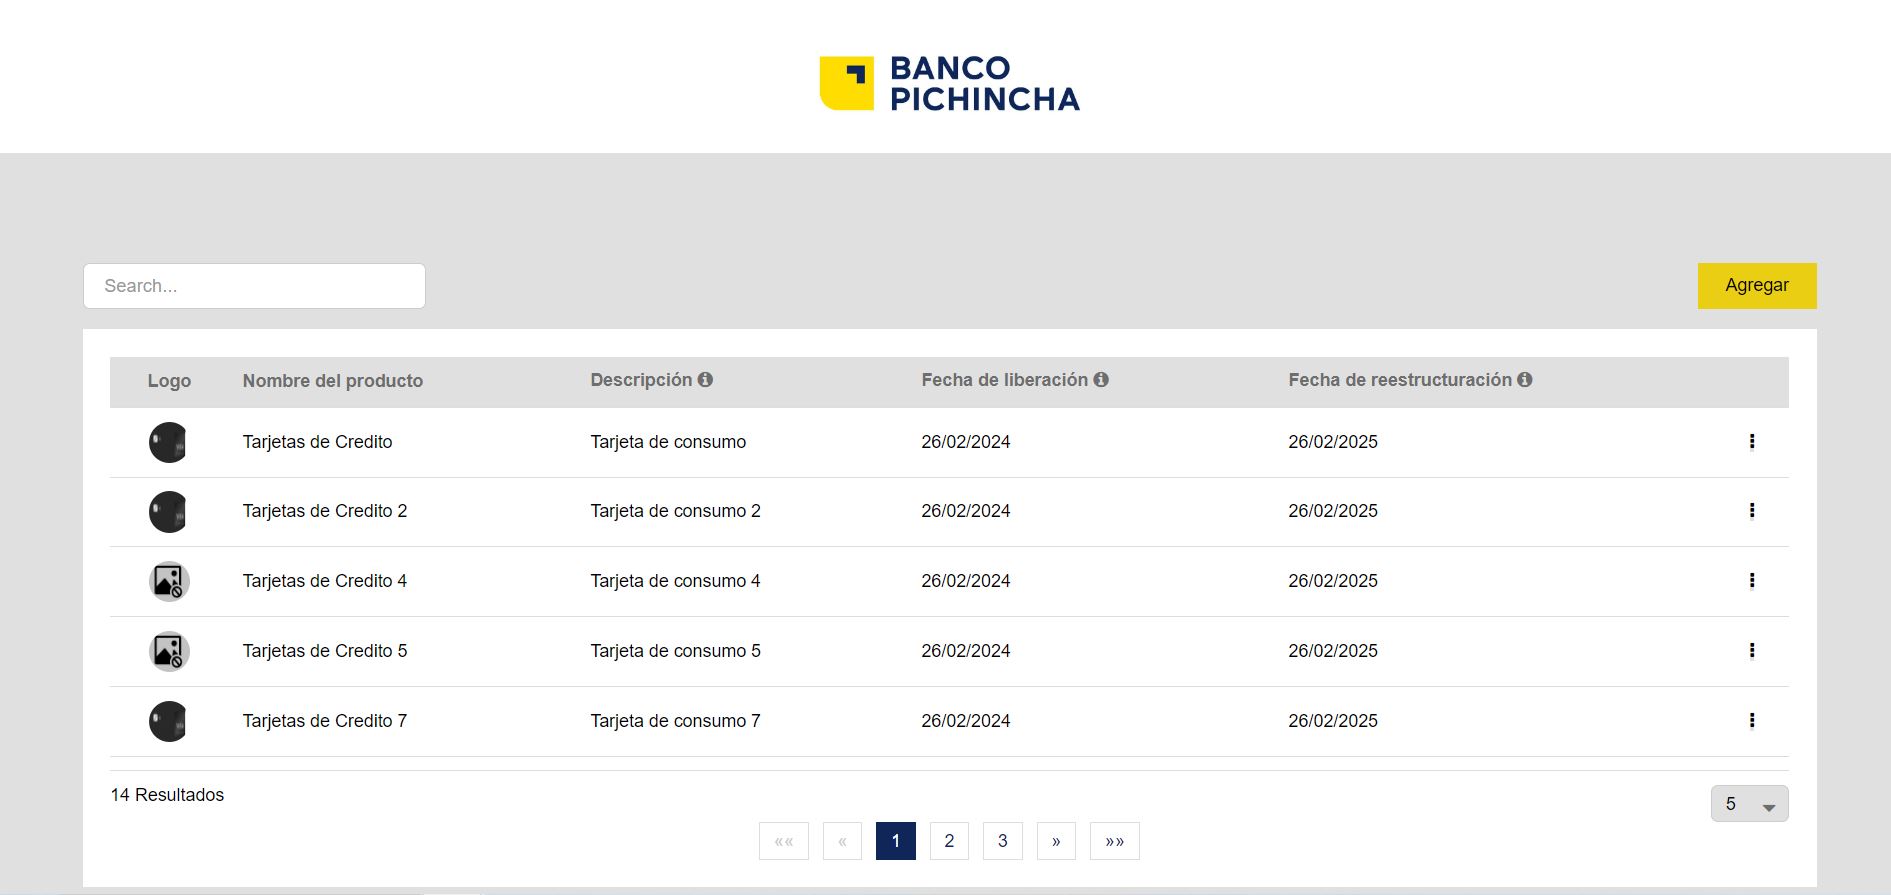 BANCO
PICHINCHA
Search...
Agregar
Logo Nombre del producto Descripción Fecha de liberación Fecha de reestructuración
Tarjetas de Credito Tarjeta de consumo 26/02/2024 26/02/2025
Tarjetas de Credito 2 Tarjeta de consumo 2 26/02/2024 26/02/2025
Tarjetas de Credito 4 Tarjeta de consumo 4 26/02/2024 26/02/2025
Tarjetas de Credito 5 Tarjeta de consumo 5 26/02/2024 26/02/2025
Tarjetas de Credito 7 Tarjeta de consumo 7 26/02/2024 26/02/2025
14 Resultados
5
«« « 1 2 3 » »»